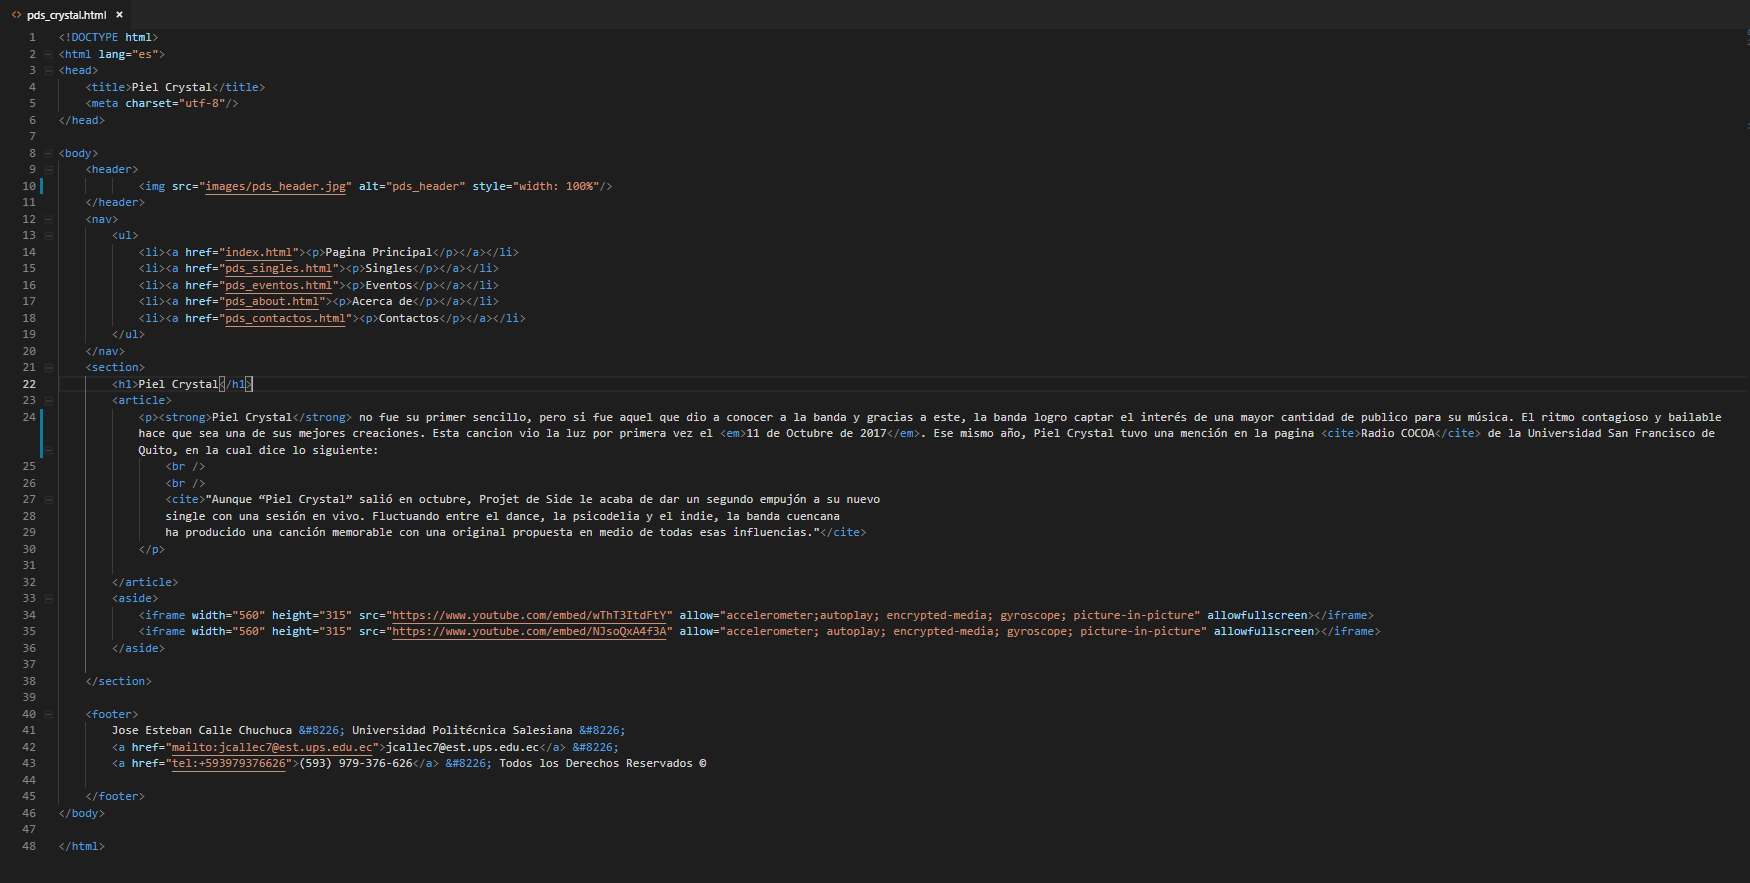 pds_crystal.html ×
1 <!DOCTYPE html>
2 <html lang="es">
3 <head>
4 <title>Piel Crystal</title>
5 <meta charset="utf-8"/>
6 </head>
7
8 <body>
9 <header>
10 <img src="images/pds_header.jpg" alt="pds_header" style="width: 100%"/>
11 </header>
12 <nav>
13 <ul>
14 <li><a href="index.html"><p>Pagina Principal</p></a></li>
15 <li><a href="pds_singles.html"><p>Singles</p></a></li>
16 <li><a href="pds_eventos.html"><p>Eventos</p></a></li>
17 <li><a href="pds_about.html"><p>Acerca de</p></a></li>
18 <li><a href="pds_contactos.html"><p>Contactos</p></a></li>
19 </ul>
20 </nav>
21 <section>
22 <h1>Piel Crystal</h1>
23 <article>
24 <p><strong>Piel Crystal</strong> no fue su primer sencillo, pero si fue aquel que dio a conocer a la banda y gracias a este, la banda logro captar el interés de una mayor cantidad de publico para su música. El ritmo contagioso y bailable
hace que sea una de sus mejores creaciones. Esta cancion vio la luz por primera vez el <em>11 de Octubre de 2017</em>. Ese mismo año, Piel Crystal tuvo una mención en la pagina <cite>Radio COCOA</cite> de la Universidad San Francisco de
Quito, en la cual dice lo siguiente:
25 <br />
26 <br />
27 <cite>"Aunque “Piel Crystal” salió en octubre, Projet de Side le acaba de dar un segundo empujón a su nuevo
28 single con una sesión en vivo. Fluctuando entre el dance, la psicodelia y el indie, la banda cuencana
29 ha producido una canción memorable con una original propuesta en medio de todas esas influencias."</cite>
30 </p>
31
32 </article>
33 <aside>
34 <iframe width="560" height="315" src="https://www.youtube.com/embed/wThT3ItdFtY" allow="accelerometer;autoplay; encrypted-media; gyroscope; picture-in-picture" allowfullscreen></iframe>
35 <iframe width="560" height="315" src="https://www.youtube.com/embed/NJsoQxA4f3A" allow="accelerometer; autoplay; encrypted-media; gyroscope; picture-in-picture" allowfullscreen></iframe>
36 </aside>
37
38 </section>
39
40 <footer>
41 Jose Esteban Calle Chuchuca &#8226; Universidad Politécnica Salesiana &#8226;
42 <a href="mailto:jcallec7@est.ups.edu.ec">jcallec7@est.ups.edu.ec</a> &#8226;
43 <a href="tel:+593979376626">(593) 979-376-626</a> &#8226; Todos los Derechos Reservados ©
44
45 </footer>
46 </body>
47
48 </html>